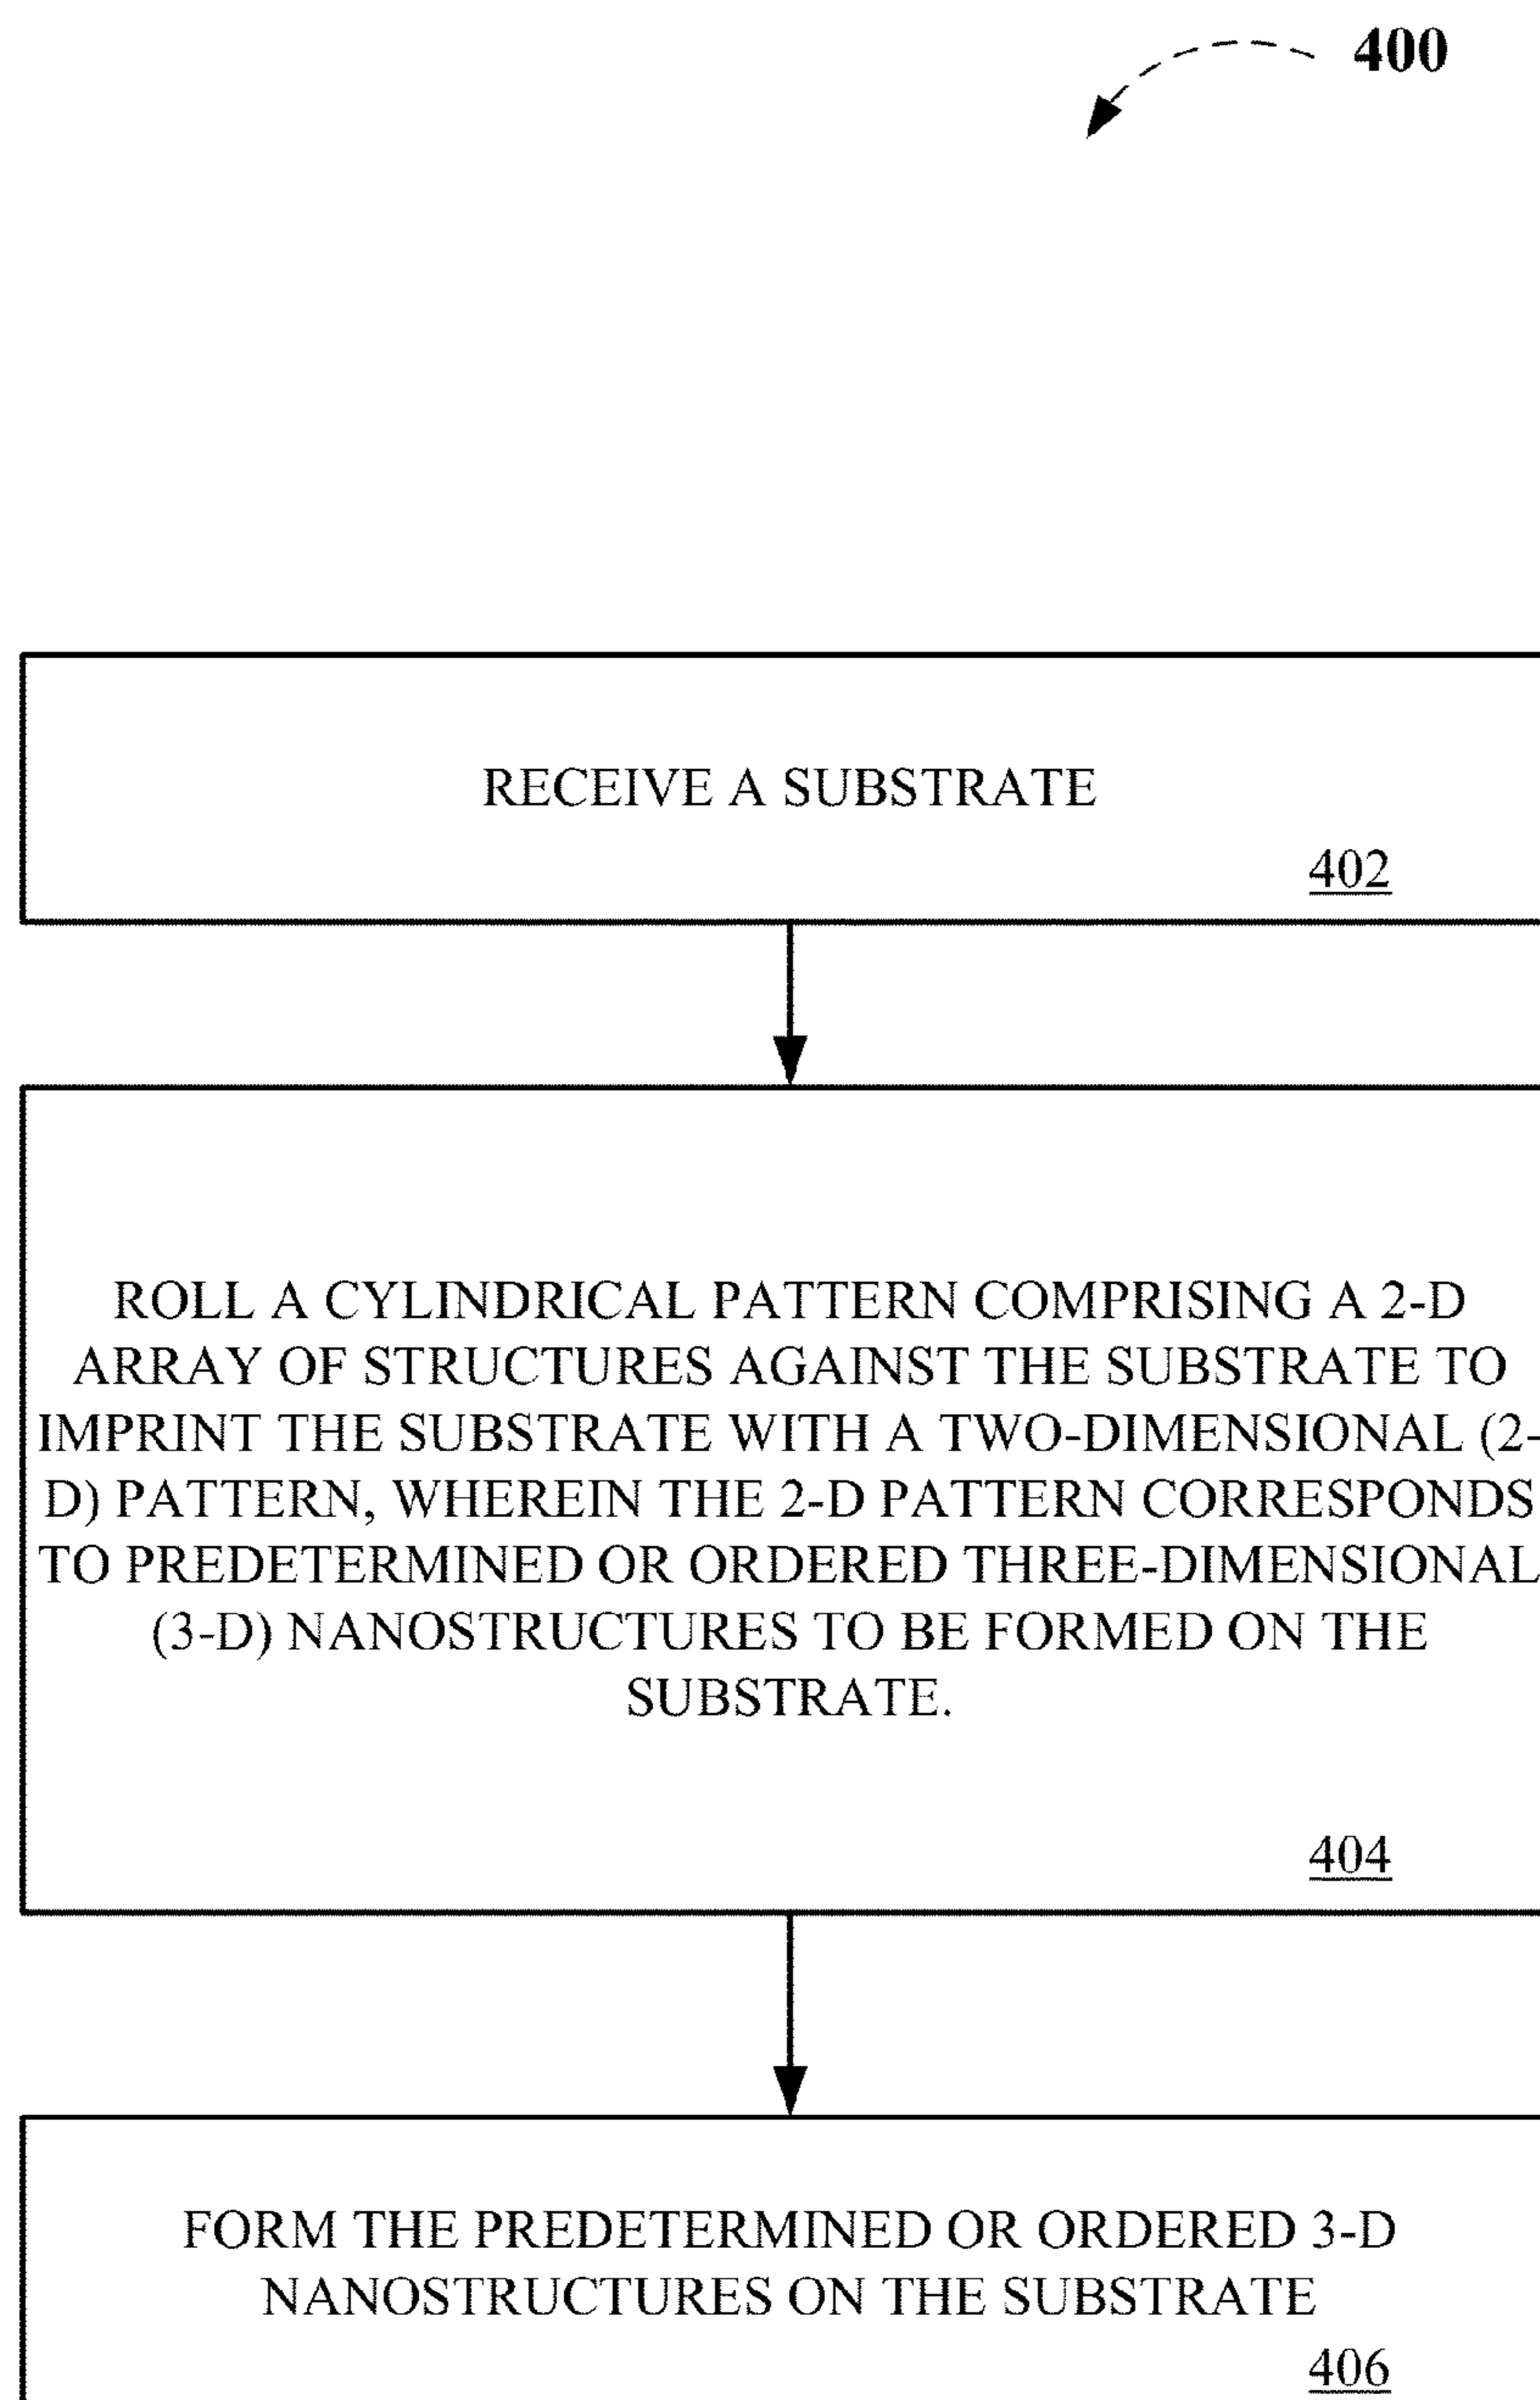 400
RECEIVE A SUBSTRATE
402
ROLL A CYLINDRICAL PATTERN COMPRISING A 2-D
ARRAY OF STRUCTURES AGAINST THE SUBSTRATE TO
IMPRINT THE SUBSTRATE WITH A TWO-DIMENSIONAL (2-
D) PATTERN, WHEREIN THE 2-D PATTERN CORRESPONDS
TO PREDETERMINED OR ORDERED THREE-DIMENSIONAL
(3-D) NANOSTRUCTURES TO BE FORMED ON THE
SUBSTRATE.
404
FORM THE PREDETERMINED OR ORDERED 3-D
NANOSTRUCTURES ON THE SUBSTRATE
406